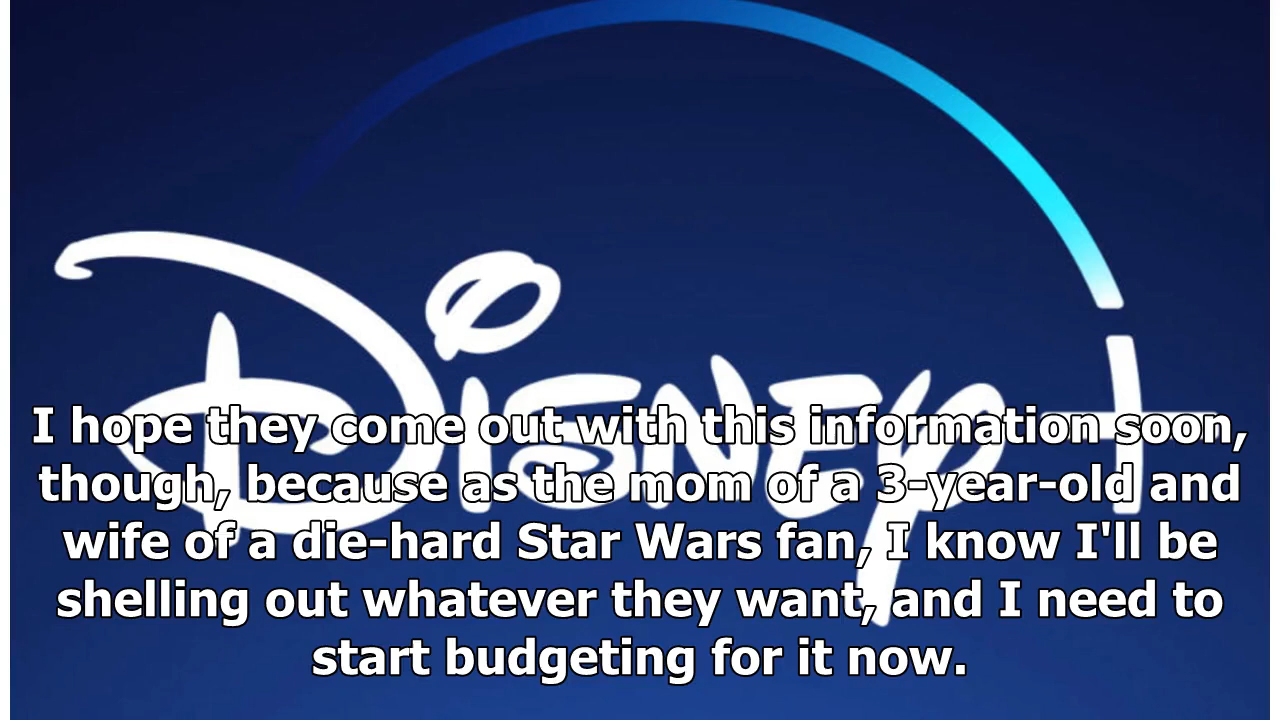 Disney+
I hope they come out with this information soon,
though, because as the mom of a 3-year-old and
wife of a die-hard Star Wars fan, I know I'll be
shelling out whatever they want, and I need to
start budgeting for it now.